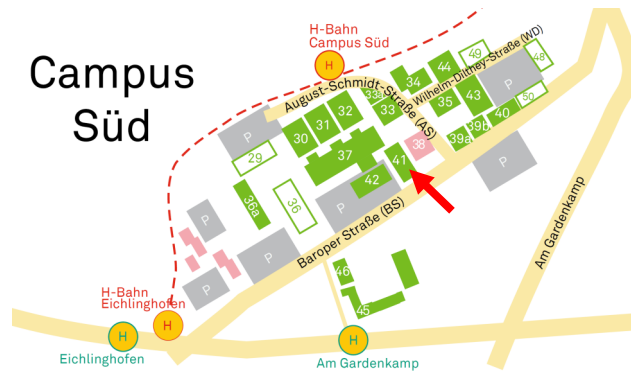 Campus
Süd
H-Bahn
Campus Süd
H
August-Schmidt-Straße (AS)
Wilhelm-Dilthey-Straße (WD)
49
48
44
34
P
33a
33
35
43
50
40
39b
39a
P
32
31
30
P
29
37
38
41
42
P
36
36a
P
P
P
Baroper Straße (BS)
Am Gardenkamp
46
45
H-Bahn
Eichlinghofen
H
H
Eichlinghofen
H
Am Gardenkamp